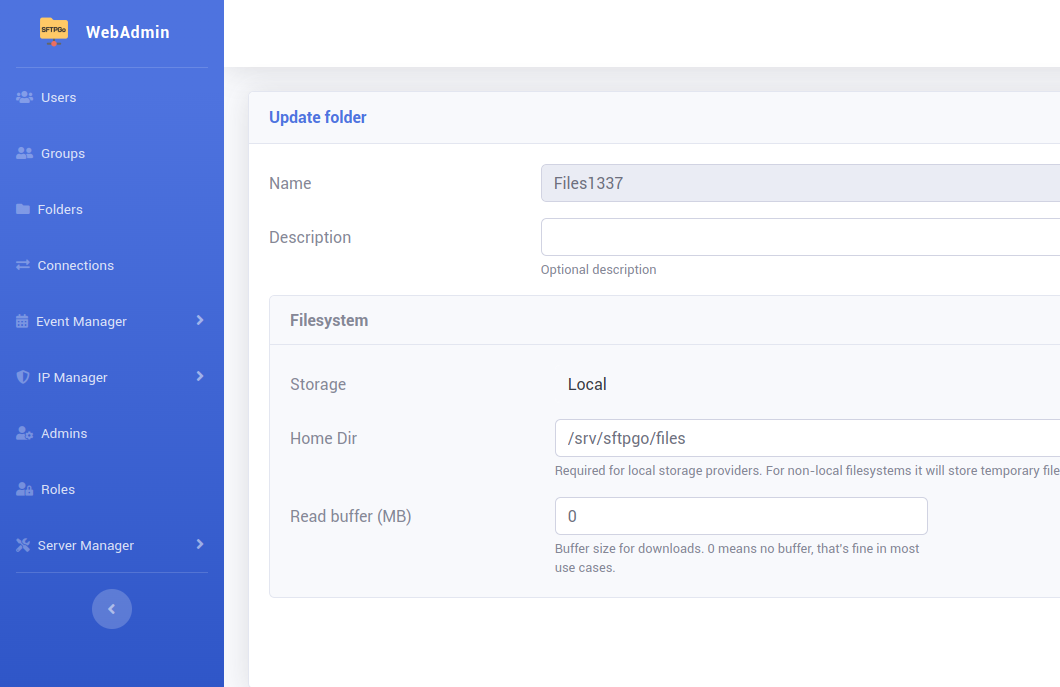 SFTPGo WebAdmin
Users
Groups
Folders
Connections
Event Manager
IP Manager
Admins
Roles
Server Manager
Update folder
Name Files1337
Description
Optional description
Filesystem
Storage Local
Home Dir /srv/sftpgo/files
Required for local storage providers. For non-local filesystems it will store temporary file
Read buffer (MB) 0
Buffer size for downloads. 0 means no buffer, that's fine in most
use cases.